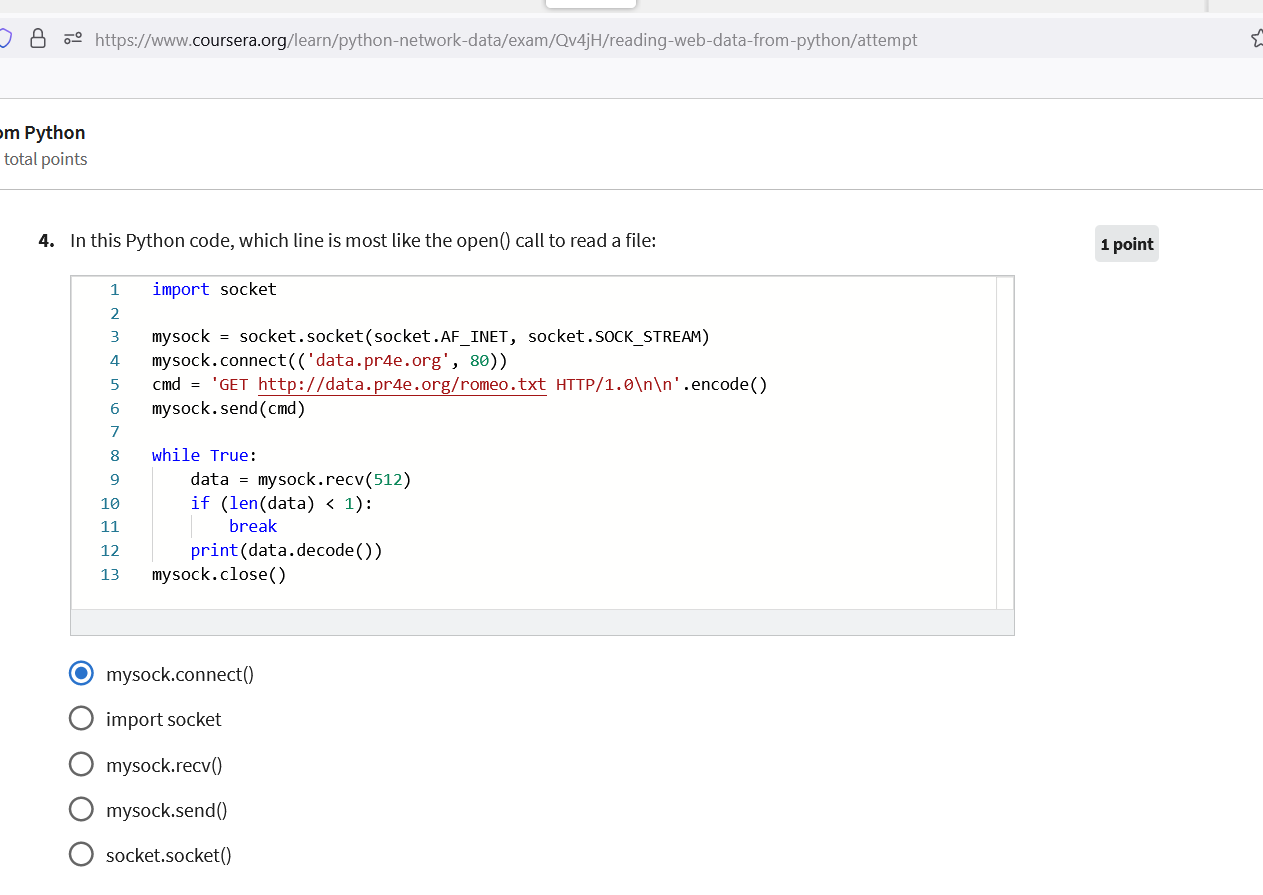 https://www.coursera.org/learn/python-network-data/exam/Qv4jH/reading-web-data-from-python/attempt
om Python
total points
4. In this Python code, which line is most like the open() call to read a file:
1 point
1 import socket
2
3 mysock = socket.socket(socket.AF_INET, socket.SOCK_STREAM)
4 mysock.connect(('data.pr4e.org', 80))
5 cmd = 'GET http://data.pr4e.org/romeo.txt HTTP/1.0\n\n'.encode()
6 mysock.send(cmd)
7
8 while True:
9     data = mysock.recv(512)
10     if (len(data) < 1):
11         break
12     print(data.decode())
13 mysock.close()
mysock.connect()
import socket
mysock.recv()
mysock.send()
socket.socket()